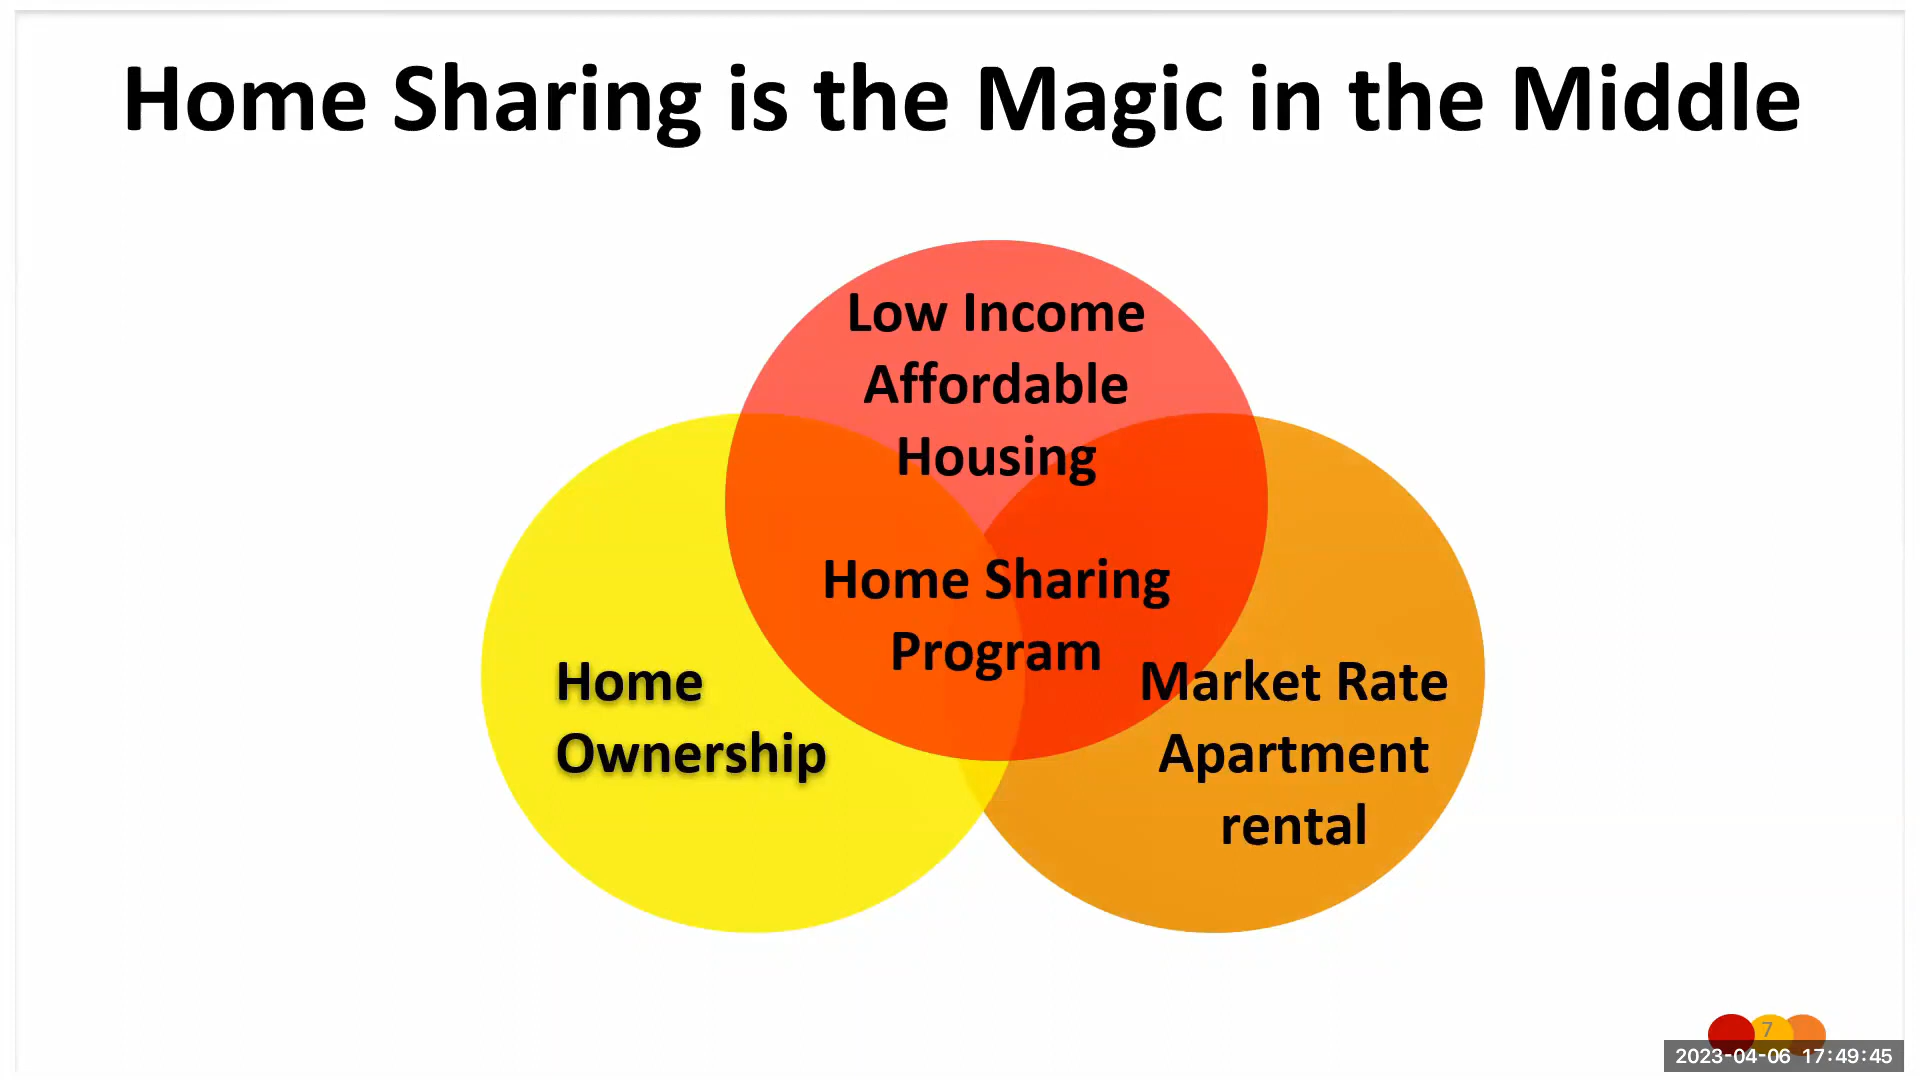 Home Sharing is the Magic in the Middle
Low Income
Affordable
Housing
Home Sharing
Program
Home
Ownership
Market Rate
Apartment
rental
7
2023-04-06 17:49:45